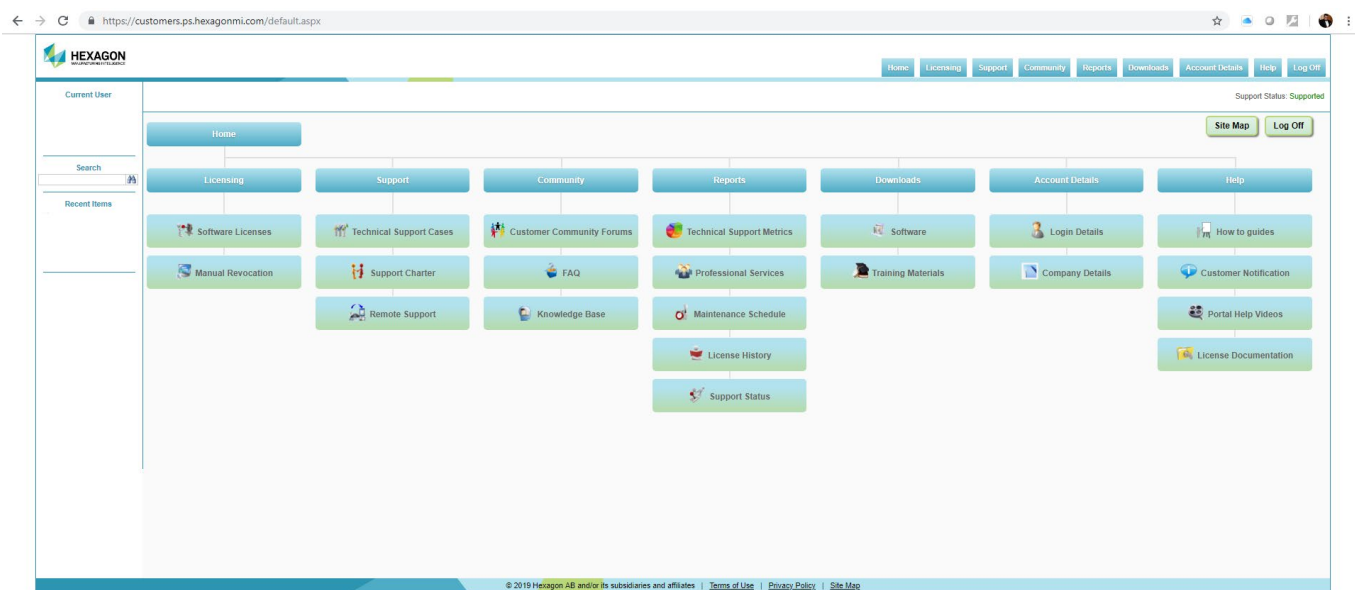 https://customers.ps.hexagonmi.com/default.aspx
HEXAGON
MANUFACTURING INTELLIGENCE
Home Licensing Support Community Reports Downloads Account Details Help Log Off
Current User
Support Status: Supported
Site Map Log Off
Home
Search
Licensing Support Community Reports Downloads Account Details Help
Recent Items
Software Licenses Technical Support Cases Customer Community Forums Technical Support Metrics Software Login Details How to guides
Manual Revocation Support Charter FAQ Professional Services Training Materials Company Details Customer Notification
Remote Support Knowledge Base Maintenance Schedule Portal Help Videos
License History License Documentation
Support Status
© 2019 Hexagon AB and/or its subsidiaries and affiliates | Terms of Use | Privacy Policy | Site Map